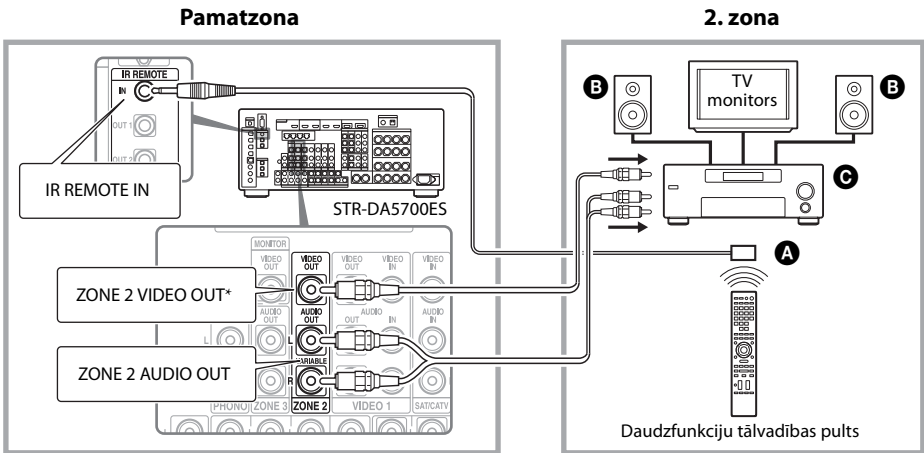 Pamatzona
2. zona
IR REMOTE
IN
OUT 1
OUT 2
IR REMOTE IN
STR-DA5700ES
B
TV
monitors
B
C
A
MONITOR
VIDEO
OUT
VIDEO
OUT
VIDEO
OUT
VIDEO
IN
VIDEO
IN
ZONE 2 VIDEO OUT*
AUDIO
OUT
AUDIO
OUT
AUDIO
OUT
IN
AUDIO
IN
L
L
VARIABLE
R
ZONE 2 AUDIO OUT
PHONO
ZONE 3
ZONE 2
VIDEO 1
SAT/CATV
Daudzfunkciju tālvadības pults